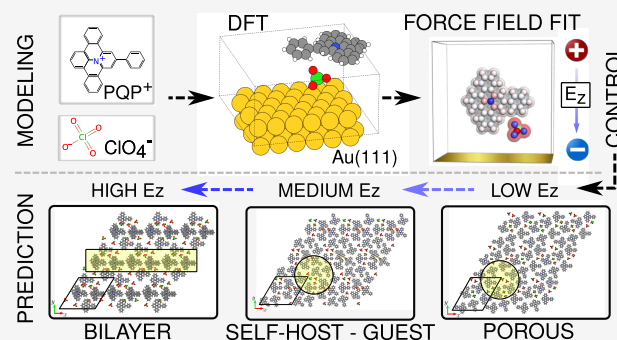 MODELING
DFT
FORCE FIELD FIT
N+
PQP+
O
O
Cl
-O
O
ClO4-
Au(111)
+
Ez
−
CONTROL
PREDICTION
HIGH Ez
MEDIUM Ez
LOW Ez
BILAYER
SELF-HOST - GUEST
POROUS